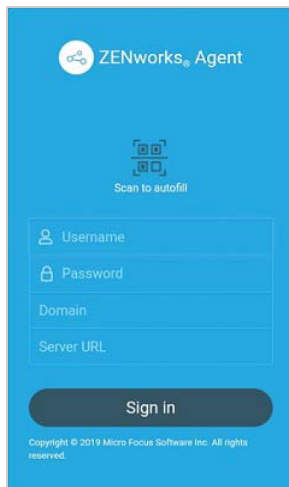 ZENworks® Agent
Scan to autofill
Username
Password
Domain
Server URL
Sign in
Copyright © 2019 Micro Focus Software Inc. All rights
reserved.